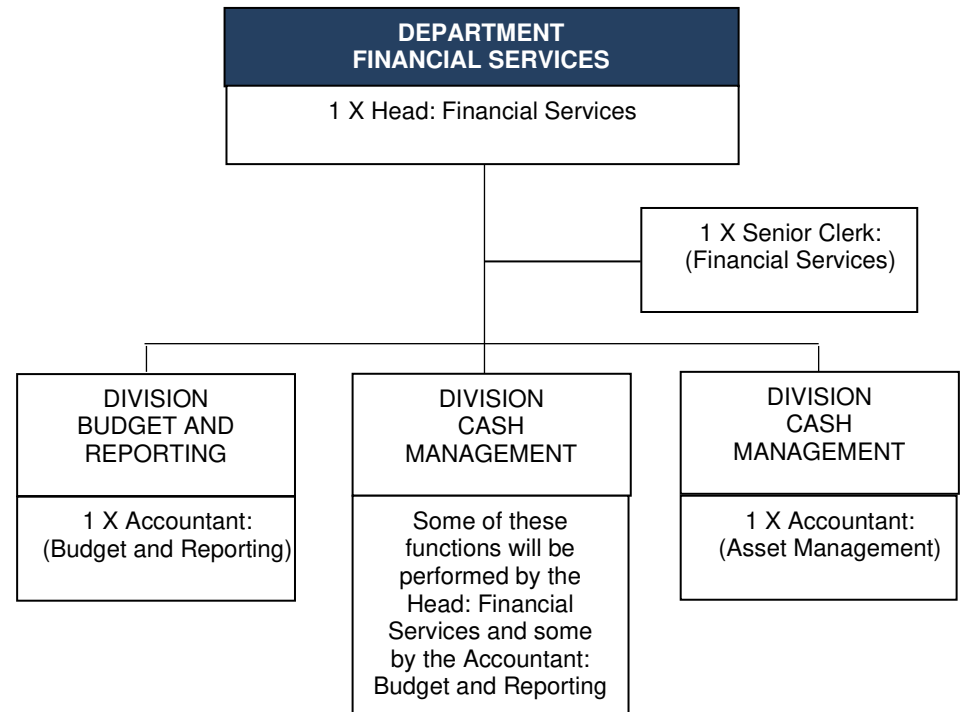 DEPARTMENT
FINANCIAL SERVICES
1 X Head: Financial Services
1 X Senior Clerk:
(Financial Services)
DIVISION
BUDGET AND
REPORTING
1 X Accountant:
(Budget and Reporting)
DIVISION
CASH
MANAGEMENT
Some of these
functions will be
performed by the
Head: Financial
Services and some
by the Accountant:
Budget and Reporting
DIVISION
CASH
MANAGEMENT
1 X Accountant:
(Asset Management)